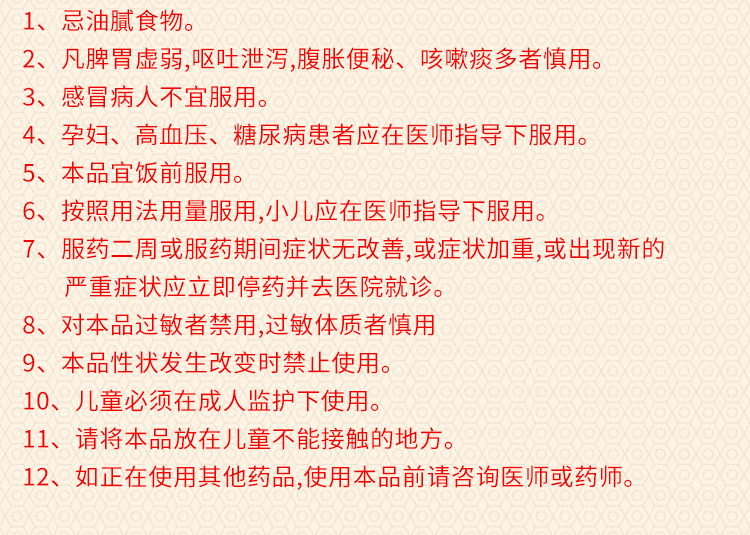 1、忌油腻食物。
2、凡脾胃虚弱,呕吐泄泻,腹胀便秘、咳嗽痰多者慎用。
3、感冒病人不宜服用。
4、孕妇、高血压、糖尿病患者应在医师指导下服用。
5、本品宜饭前服用。
6、按照用法用量服用,小儿应在医师指导下服用。
7、服药二周或服药期间症状无改善,或症状加重,或出现新的
严重症状应立即停药并去医院就诊。
8、对本品过敏者禁用,过敏体质者慎用
9、本品性状发生改变时禁止使用。
10、儿童必须在成人监护下使用。
11、请将本品放在儿童不能接触的地方。
12、如正在使用其他药品,使用本品前请咨询医师或药师。